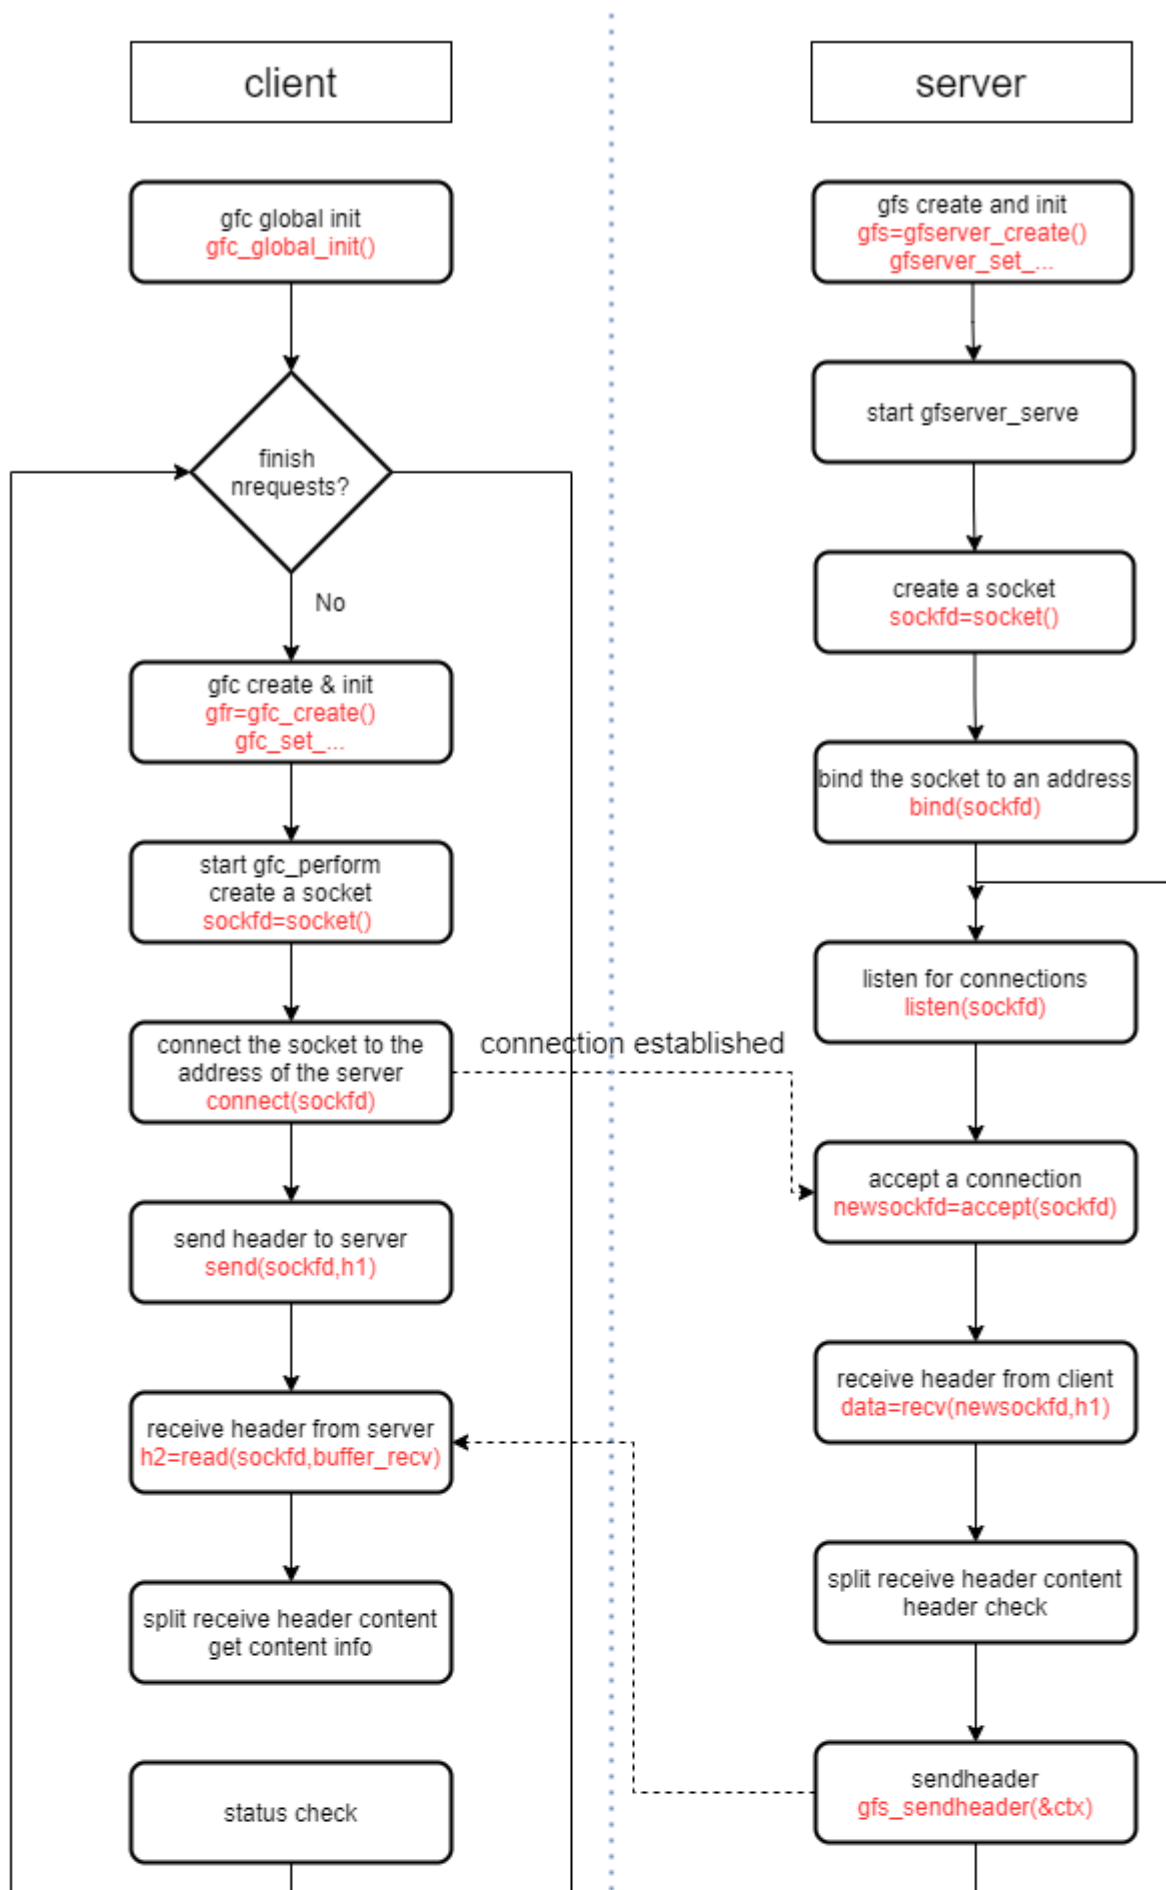 client
gfc global init
gfc_global_init()
finish
nrequests?
No
gfc create & init
gfr=gfc_create()
gfc_set_...
start gfc_perform
create a socket
sockfd=socket()
connect the socket to the
address of the server
connect(sockfd)
connection established
send header to server
send(sockfd,h1)
receive header from server
h2=read(sockfd,buffer_recv)
split receive header content
get content info
status check
server
gfs create and init
gfs=gfserver_create()
gfserver_set_...
start gfserver_serve
create a socket
sockfd=socket()
bind the socket to an address
bind(sockfd)
listen for connections
listen(sockfd)
accept a connection
newsockfd=accept(sockfd)
receive header from client
data=recv(newsockfd,h1)
split receive header content
header check
sendheader
gfs_sendheader(&ctx)